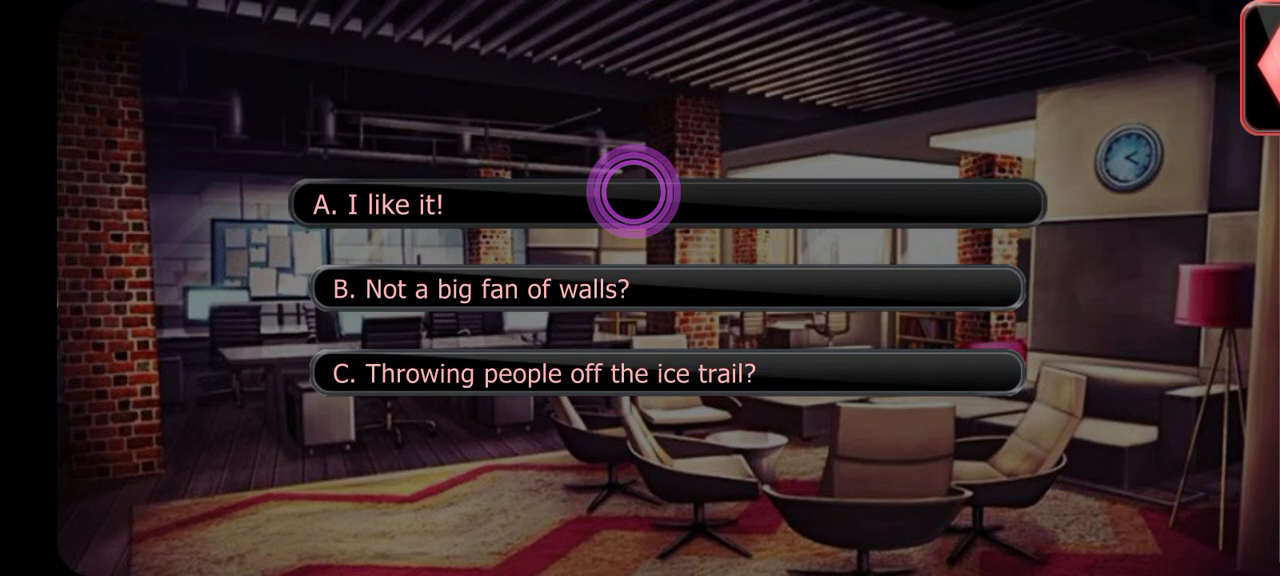 A. I like it!
B. Not a big fan of walls?
C. Throwing people off the ice trail?